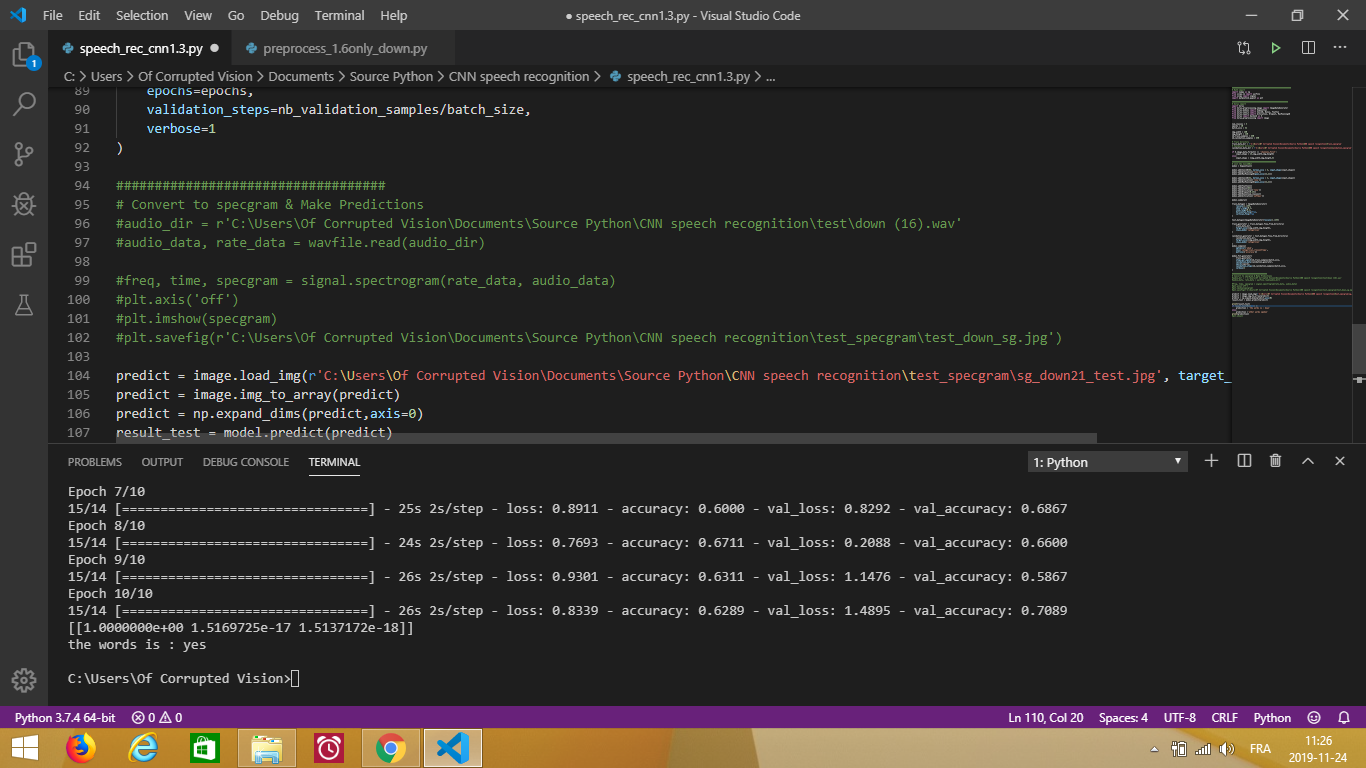 File Edit Selection View Go Debug Terminal Help
● speech_rec_cnn1.3.py - Visual Studio Code
speech_rec_cnn1.3.py ●
preprocess_1.6only_down.py
C: > Users > Of Corrupted Vision > Documents > Source Python > CNN speech recognition > speech_rec_cnn1.3.py > ...
1
89 epochs=epochs,
90 validation_steps=nb_validation_samples/batch_size,
91 verbose=1
92 )
93
94 ###################################
95 # Convert to specgram & Make Predictions
96 #audio_dir = r'C:\Users\Of Corrupted Vision\Documents\Source Python\CNN speech recognition\test\down (16).wav'
97 #audio_data, rate_data = wavfile.read(audio_dir)
98
99 #freq, time, specgram = signal.spectrogram(rate_data, audio_data)
100 #plt.axis('off')
101 #plt.imshow(specgram)
102 #plt.savefig(r'C:\Users\Of Corrupted Vision\Documents\Source Python\CNN speech recognition\test_specgram\test_down_sg.jpg')
103
104 predict = image.load_img(r'C:\Users\Of Corrupted Vision\Documents\Source Python\CNN speech recognition\test_specgram\sg_down21_test.jpg', target_
105 predict = image.img_to_array(predict)
106 predict = np.expand_dims(predict,axis=0)
107 result_test = model.predict(predict)
PROBLEMS OUTPUT DEBUG CONSOLE TERMINAL
1: Python
Epoch 7/10
15/14 [================================] - 25s 2s/step - loss: 0.8911 - accuracy: 0.6000 - val_loss: 0.8292 - val_accuracy: 0.6867
Epoch 8/10
15/14 [================================] - 24s 2s/step - loss: 0.7693 - accuracy: 0.6711 - val_loss: 0.2088 - val_accuracy: 0.6600
Epoch 9/10
15/14 [================================] - 26s 2s/step - loss: 0.9301 - accuracy: 0.6311 - val_loss: 1.1476 - val_accuracy: 0.5867
Epoch 10/10
15/14 [================================] - 26s 2s/step - loss: 0.8339 - accuracy: 0.6289 - val_loss: 1.4895 - val_accuracy: 0.7089
[[1.0000000e+00 1.5169725e-17 1.5137172e-18]]
the words is : yes
C:\Users\Of Corrupted Vision>
Python 3.7.4 64-bit 0 0
Ln 110, Col 20 Spaces: 4 UTF-8 CRLF Python
FRA
11:26
2019-11-24